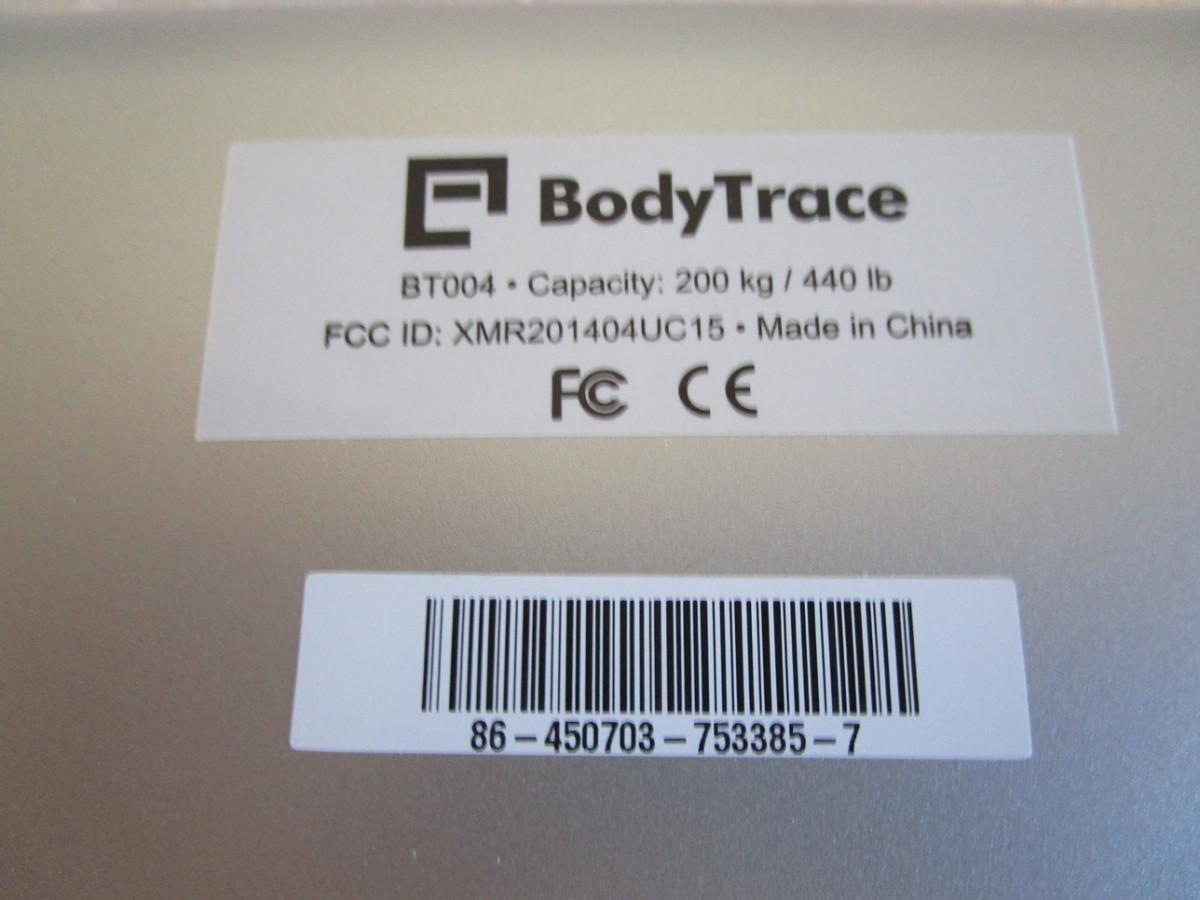 BodyTrace
BT004 • Capacity: 200 kg / 440 lb
FCC ID: XMR201404UC15 • Made in China
FC CE
86-450703-753385-7